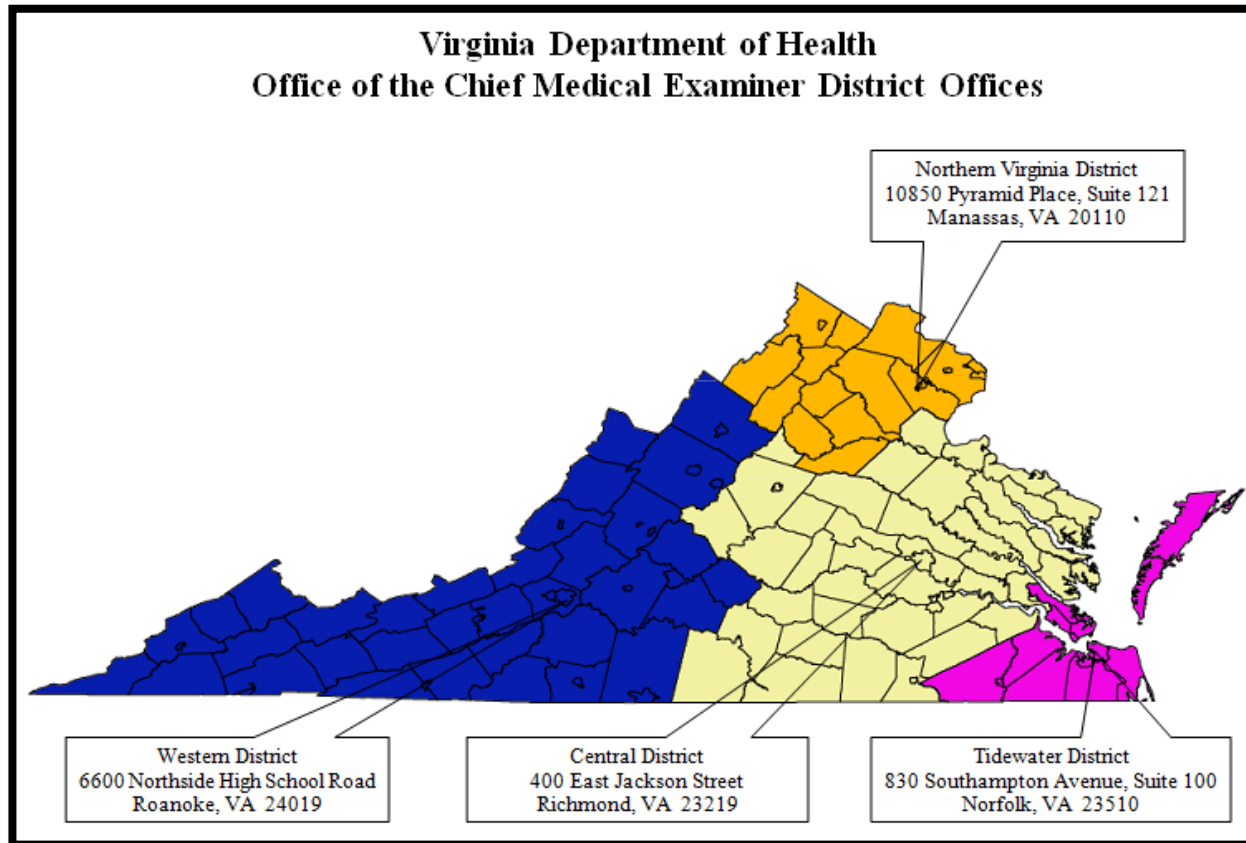 Virginia Department of Health
Office of the Chief Medical Examiner District Offices
Northern Virginia District
10850 Pyramid Place, Suite 121
Manassas, VA 20110
Western District
6600 Northside High School Road
Roanoke, VA 24019
Central District
400 East Jackson Street
Richmond, VA 23219
Tidewater District
830 Southampton Avenue, Suite 100
Norfolk, VA 23510